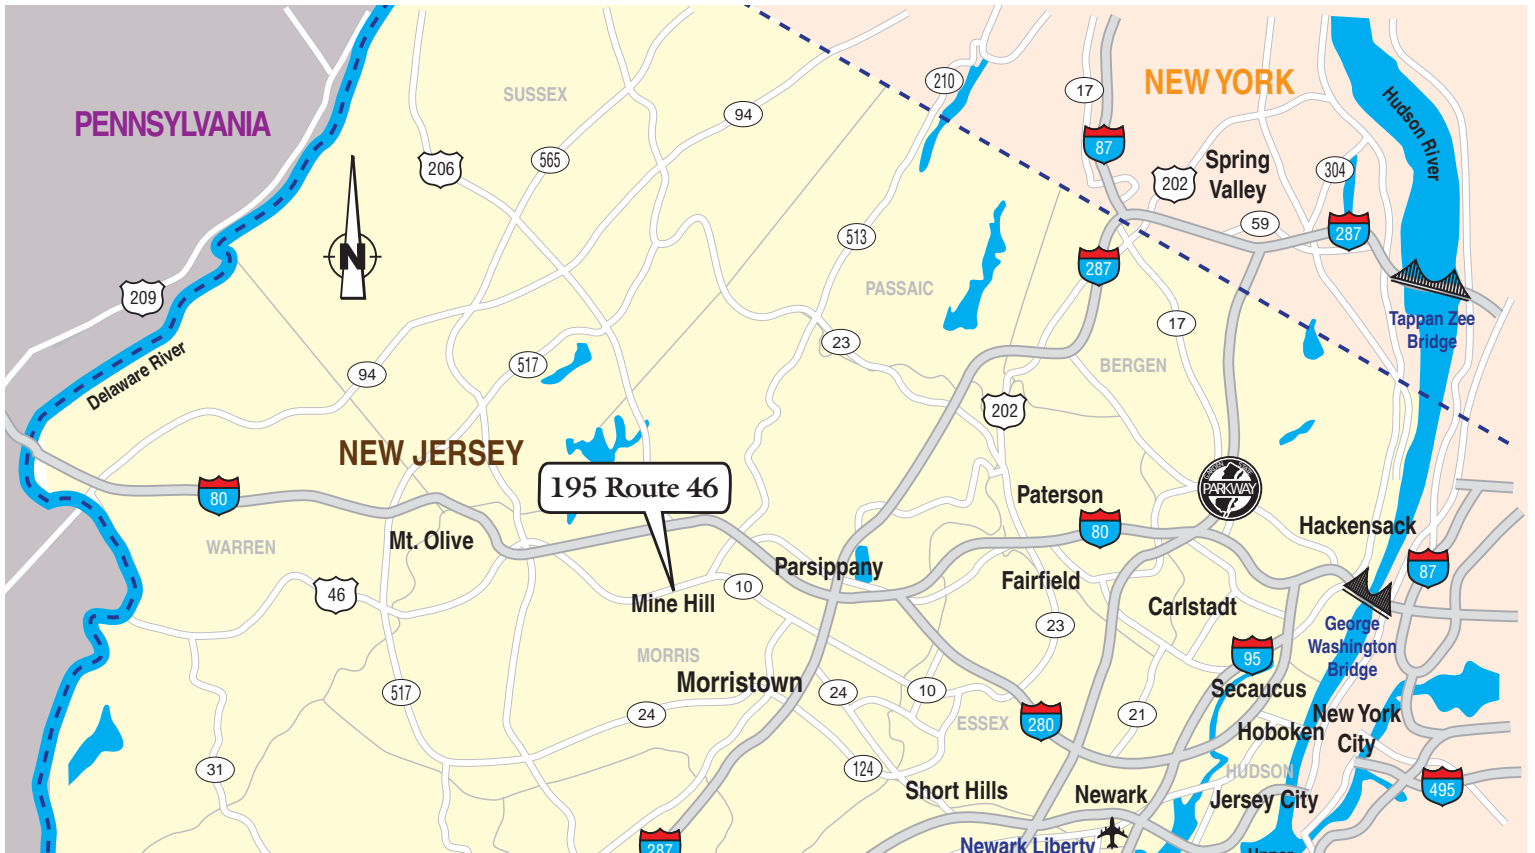 PENNSYLVANIA
SUSSEX
NEW YORK
Hudson River
210
17
94
87
206
565
202
Spring
Valley
304
59
287
513
287
N
PASSAIC
209
Tappan Zee
Bridge
17
23
Delaware River
94
517
BERGEN
202
NEW JERSEY
195 Route 46
80
PARKWAY
GARDEN STATE
Paterson
80
Hackensack
Mt. Olive
WARREN
Parsippany
87
Fairfield
10
46
Mine Hill
Carlstadt
23
George
Washington
Bridge
MORRIS
95
Morristown
Secaucus
517
24
10
24
ESSEX
280
21
New York
City
Hoboken
31
124
HUDSON
495
Short Hills
Newark
Jersey City
287
Newark Liberty
Upper